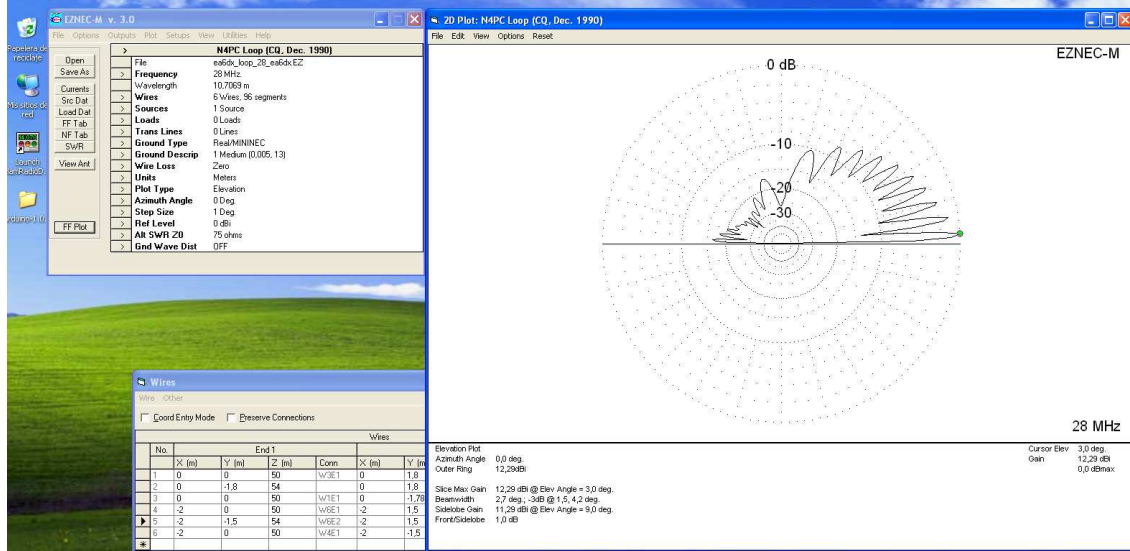 Papelera de
reciclaje
Mis sitios de
red
Launch
EZNEC-M v. 3.0
File Options Outputs Plot Setups View Utilities Help
Open
Save As
Currents
Src Dat
Load Dat
FF Tab
NF Tab
SWR
View Ant
FF Plot
> N4PC Loop (CQ, Dec. 1990)
File ea6dx_loop_28_ea6dx.EZ
> Frequency 28 MHz.
Wavelength 10,7069 m
> Wires 6 Wires, 96 segments
> Sources 1 Source
> Loads 0 Loads
> Trans Lines 0 Lines
> Ground Type Real/MININEC
> Ground Descrip 1 Medium (0,005, 13)
> Wire Loss Zero
> Units Meters
> Plot Type Elevation
> Azimuth Angle 0 Deg.
> Step Size 1 Deg.
> Ref Level 0 dBi
> Alt SWR Z0 75 ohms
> Gnd Wave Dist OFF
Wires
Wire Other
Coord Entry Mode Preserve Connections
Wires
No. End 1
X (m) Y (m) Z (m) Conn X (m) Y (m
1 0 0 50 W3E1 0 1,8
2 0 -1,8 54 0 1,8
3 0 0 50 W1E1 0 -1,78
4 -2 0 50 W6E1 -2 1,5
5 -2 -1,5 54 W6E2 -2 1,5
6 -2 0 50 W4E1 -2 -1,5
*
2D Plot: N4PC Loop (CQ, Dec. 1990)
File Edit View Options Reset
EZNEC-M
0 dB
-10
-20
-30
28 MHz
Elevation Plot
Azimuth Angle 0,0 deg.
Outer Ring 12,29dBi
Slice Max Gain 12,29 dBi @ Elev Angle = 3,0 deg.
Beamwidth 2,7 deg.; -3dB @ 1,5, 4,2 deg.
Sidelobe Gain 11,29 dBi @ Elev Angle = 9,0 deg.
Front/Sidelobe 1,0 dB
Cursor Elev 3,0 deg.
Gain 12,29 dBi
0,0 dBmax